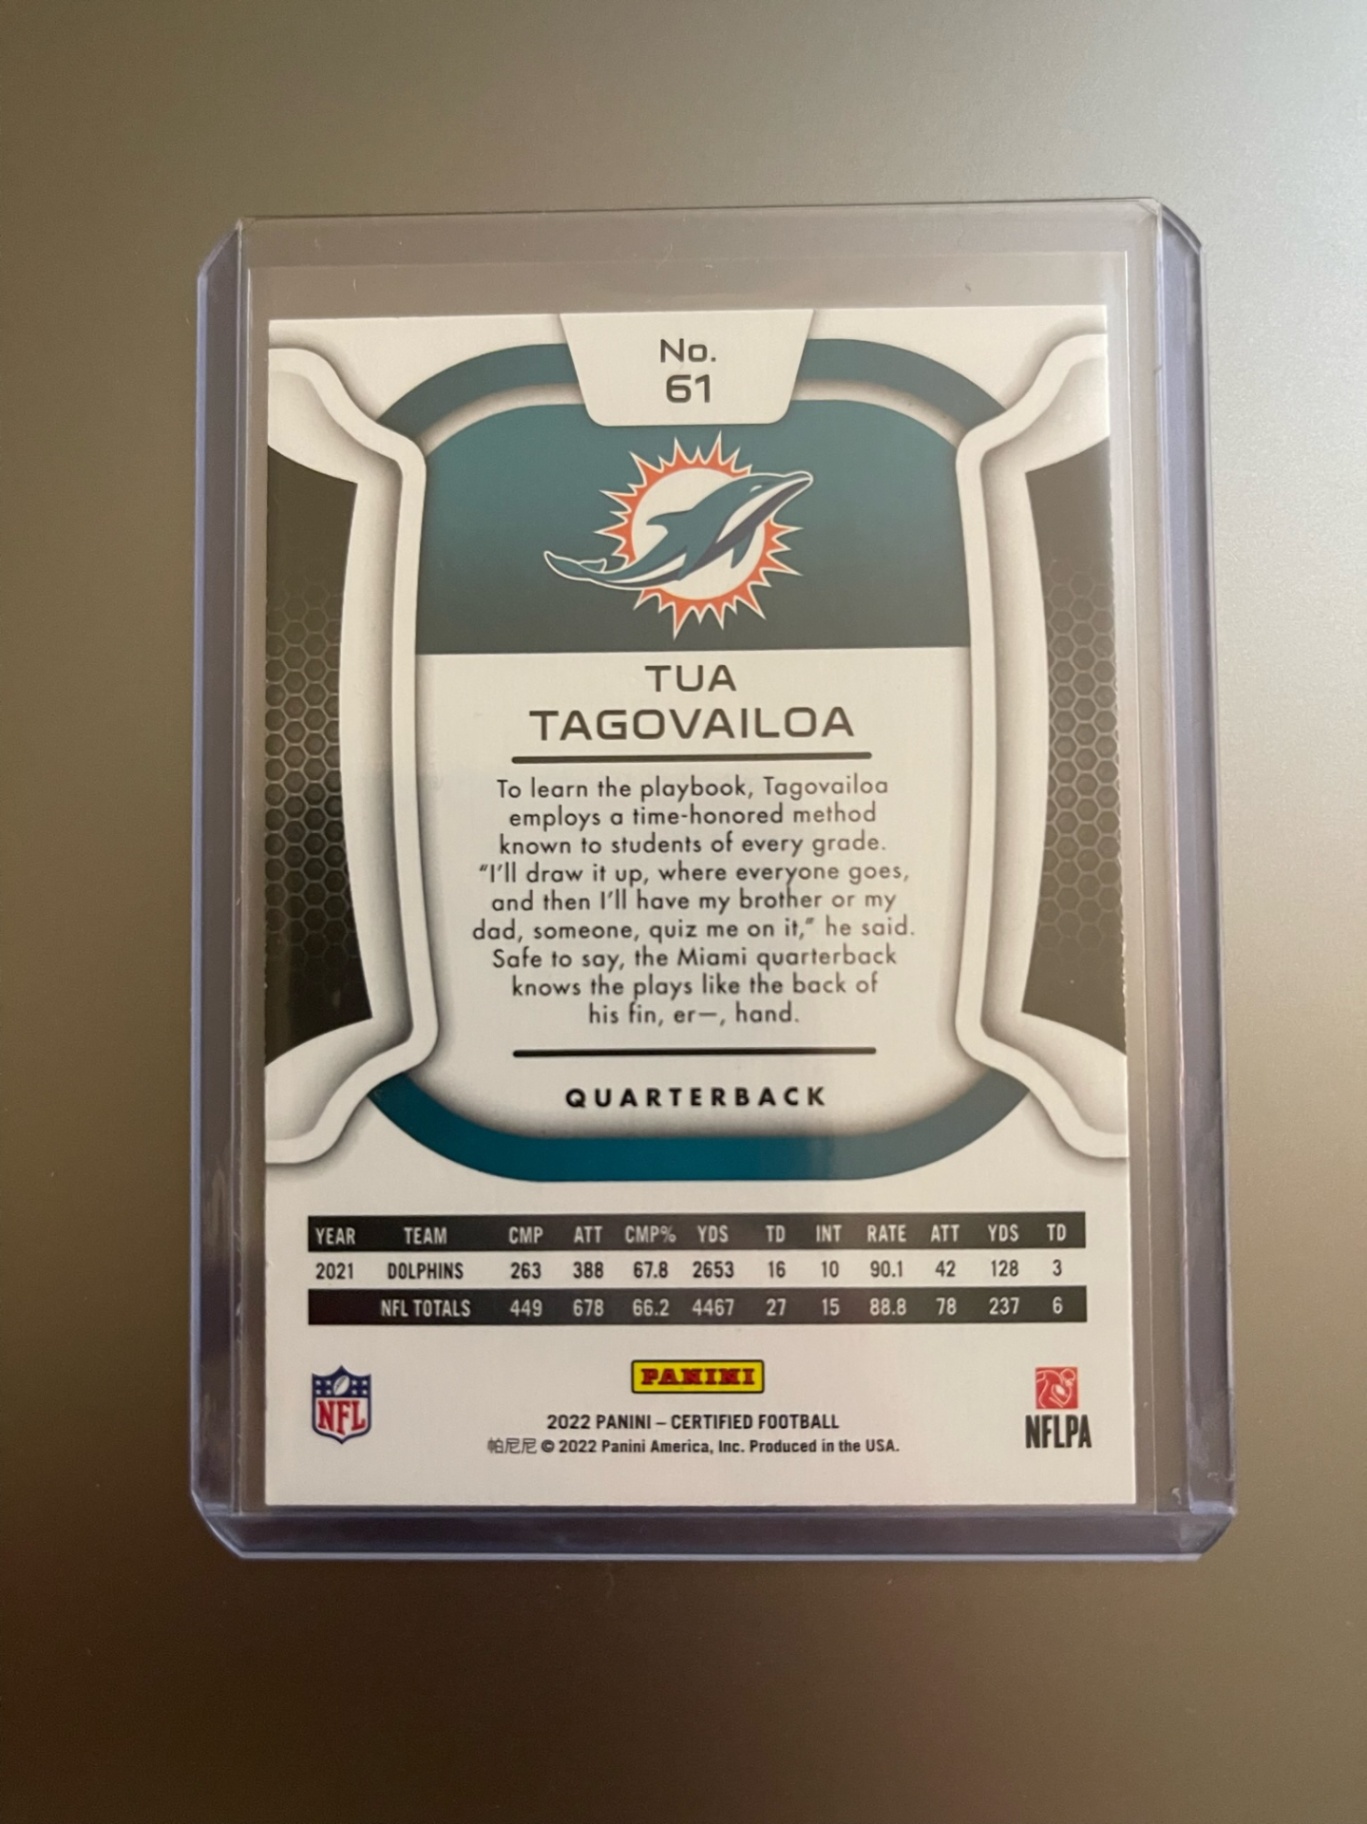 No.
61
TUA
TAGOVAILOA
To learn the playbook, Tagovailoa
employs a time-honored method
known to students of every grade.
“I’ll draw it up, where everyone goes,
and then I’ll have my brother or my
dad, someone, quiz me on it,” he said.
Safe to say, the Miami quarterback
knows the plays like the back of
his fin, er—, hand.
QUARTERBACK
YEAR TEAM CMP ATT CMP% YDS TD INT RATE ATT YDS TD
2021 DOLPHINS 263 388 67.8 2653 16 10 90.1 42 128 3
NFL TOTALS 449 678 66.2 4467 27 15 88.8 78 237 6
NFL
PANINI
NFLPA
2022 PANINI – CERTIFIED FOOTBALL
帕尼尼 © 2022 Panini America, Inc. Produced in the USA.